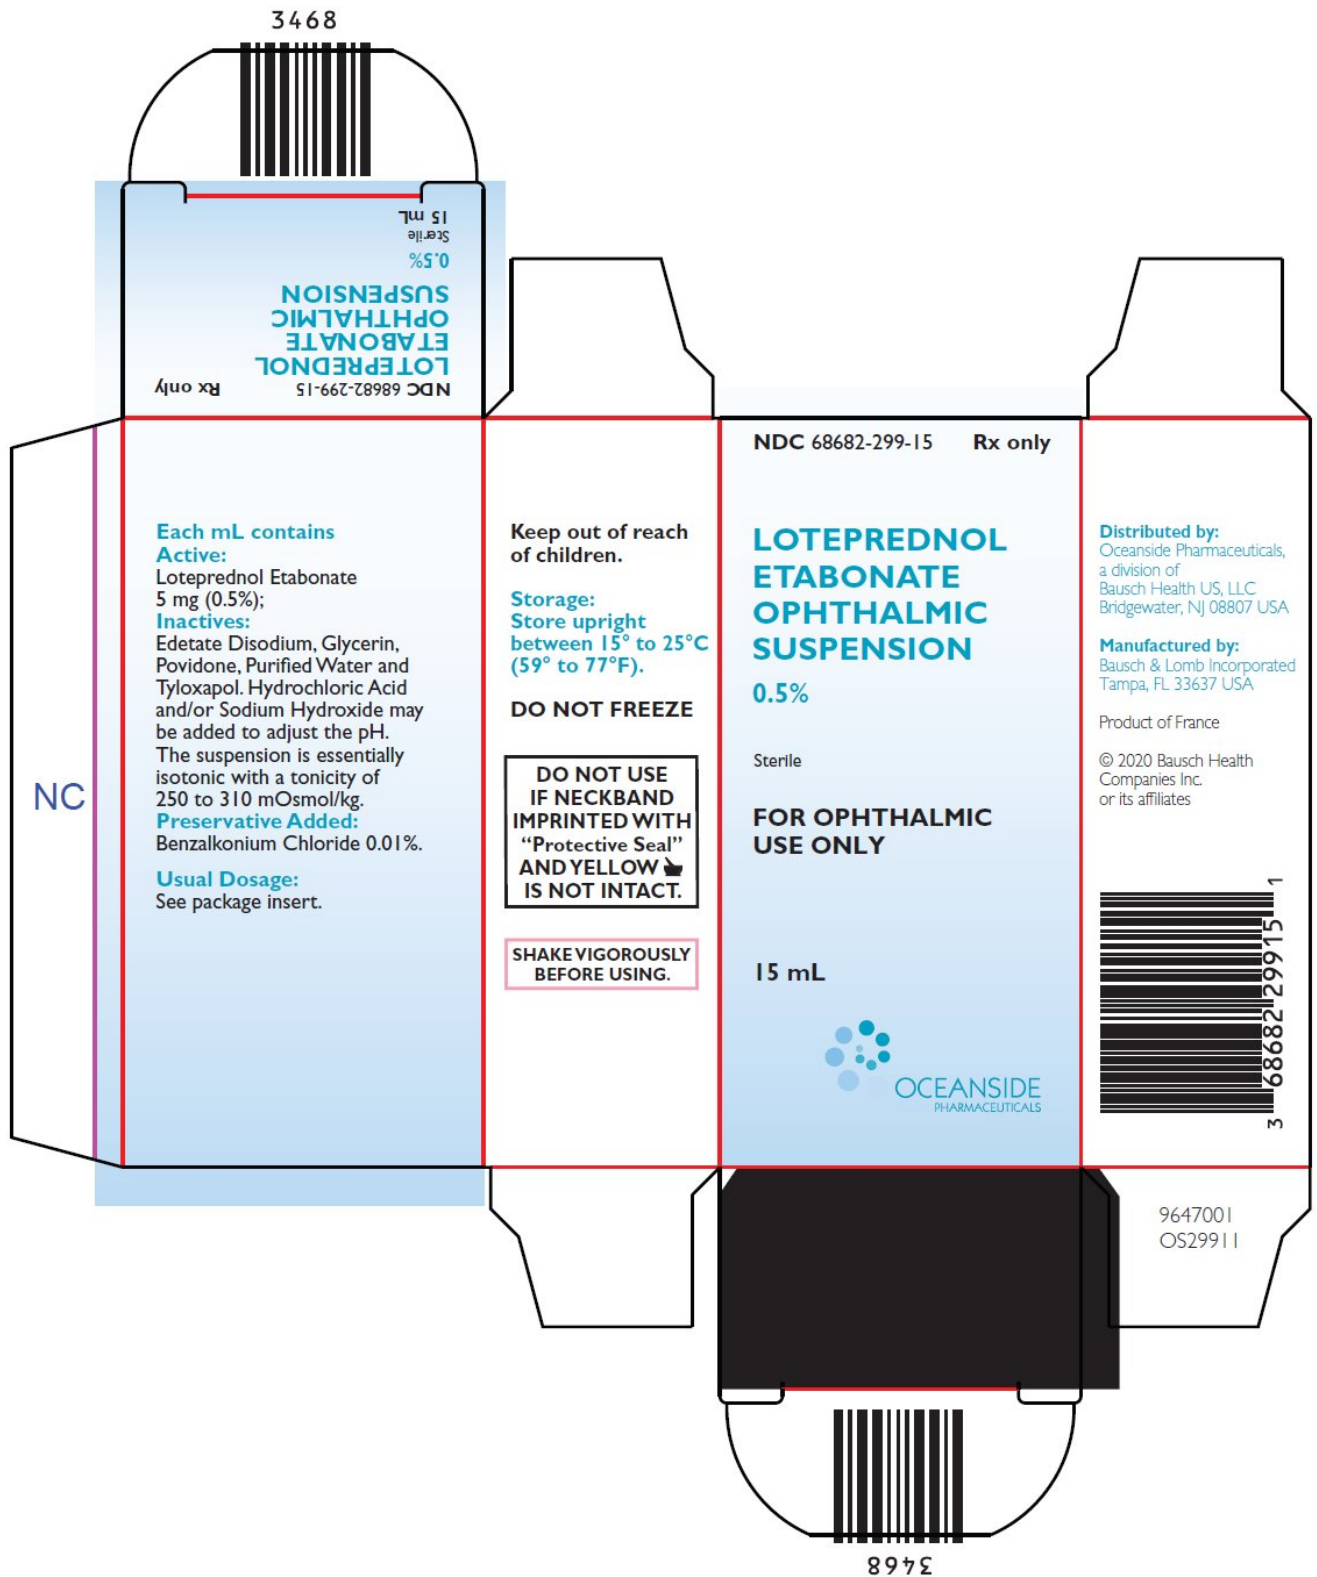 3468
NDC 68682-299-15 Rx only
LOTEPREDNOL
ETABONATE
OPHTHALMIC
SUSPENSION
0.5%
Sterile
15 mL
NC
Each mL contains
Active:
Loteprednol Etabonate
5 mg (0.5%);
Inactives:
Edetate Disodium, Glycerin,
Povidone, Purified Water and
Tyloxapol. Hydrochloric Acid
and/or Sodium Hydroxide may
be added to adjust the pH.
The suspension is essentially
isotonic with a tonicity of
250 to 310 mOsmol/kg.
Preservative Added:
Benzalkonium Chloride 0.01%.
Usual Dosage:
See package insert.
Keep out of reach
of children.
Storage:
Store upright
between 15° to 25°C
(59° to 77°F).
DO NOT FREEZE
DO NOT USE
IF NECKBAND
IMPRINTED WITH
“Protective Seal”
AND YELLOW
IS NOT INTACT.
SHAKE VIGOROUSLY
BEFORE USING.
NDC 68682-299-15 Rx only
LOTEPREDNOL
ETABONATE
OPHTHALMIC
SUSPENSION
0.5%
Sterile
FOR OPHTHALMIC
USE ONLY
15 mL
OCEANSIDE
PHARMACEUTICALS
Distributed by:
Oceanside Pharmaceuticals,
a division of
Bausch Health US, LLC
Bridgewater, NJ 08807 USA
Manufactured by:
Bausch & Lomb Incorporated
Tampa, FL 33637 USA
Product of France
© 2020 Bausch Health
Companies Inc.
or its affiliates
3 68682 29915 1
9647001
OS29911
3468